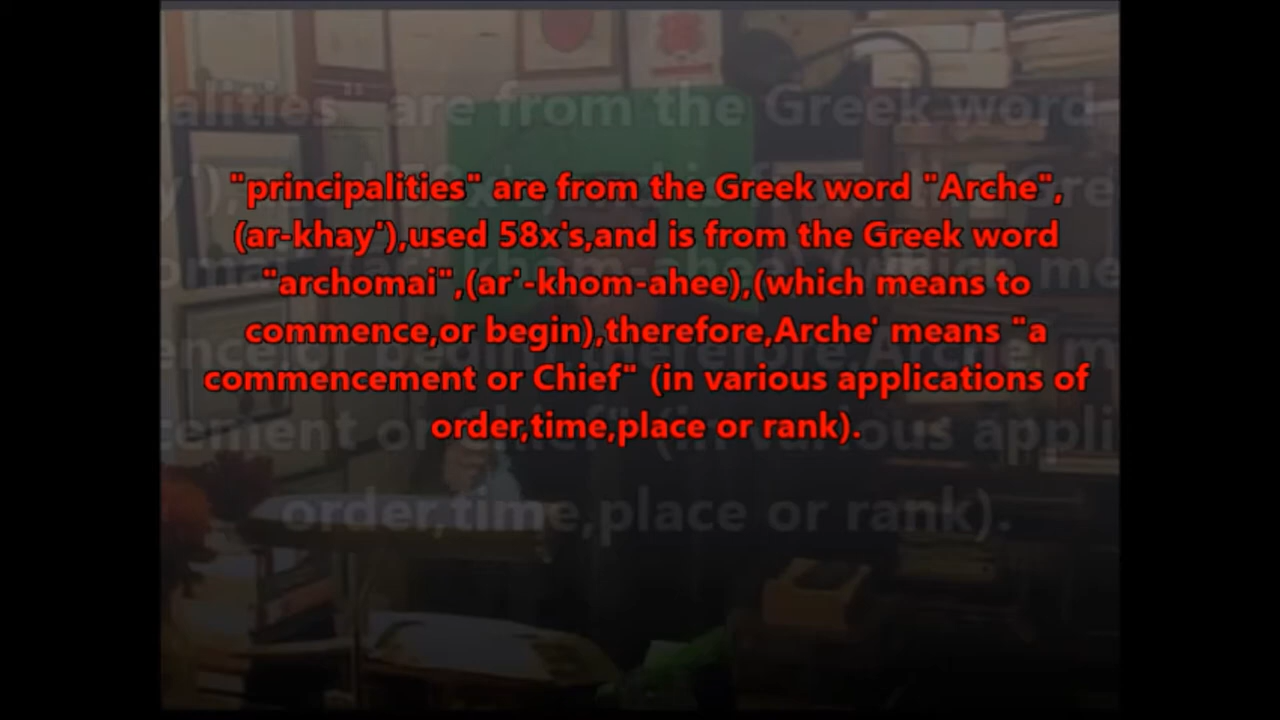 "principalities" are from the Greek word "Arche",
(ar-khay'),used 58x's,and is from the Greek word
"archomai",(ar'-khom-ahee),(which means to
commence,or begin),therefore,Arche' means "a
commencement or Chief" (in various applications of
order,time,place or rank).